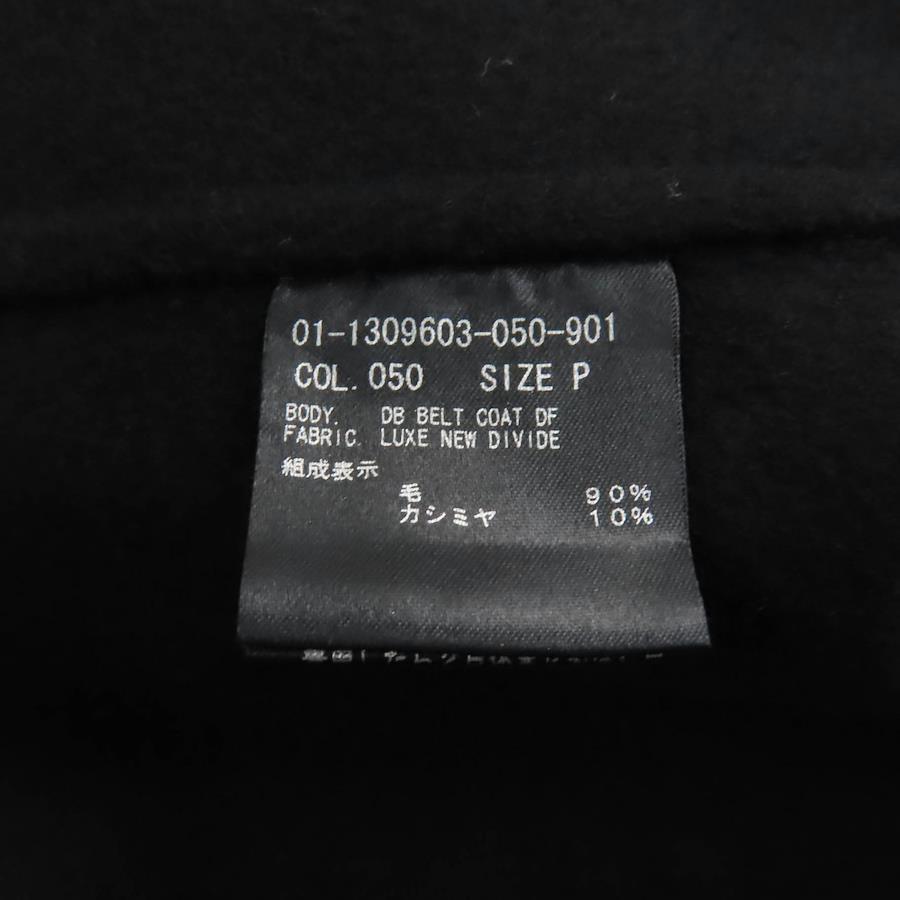 01-1309603-050-901
COL. 050 SIZE P
BODY. DB BELT COAT DF
FABRIC. LUXE NEW DIVIDE
組成表示
毛 90%
カシミヤ 10%